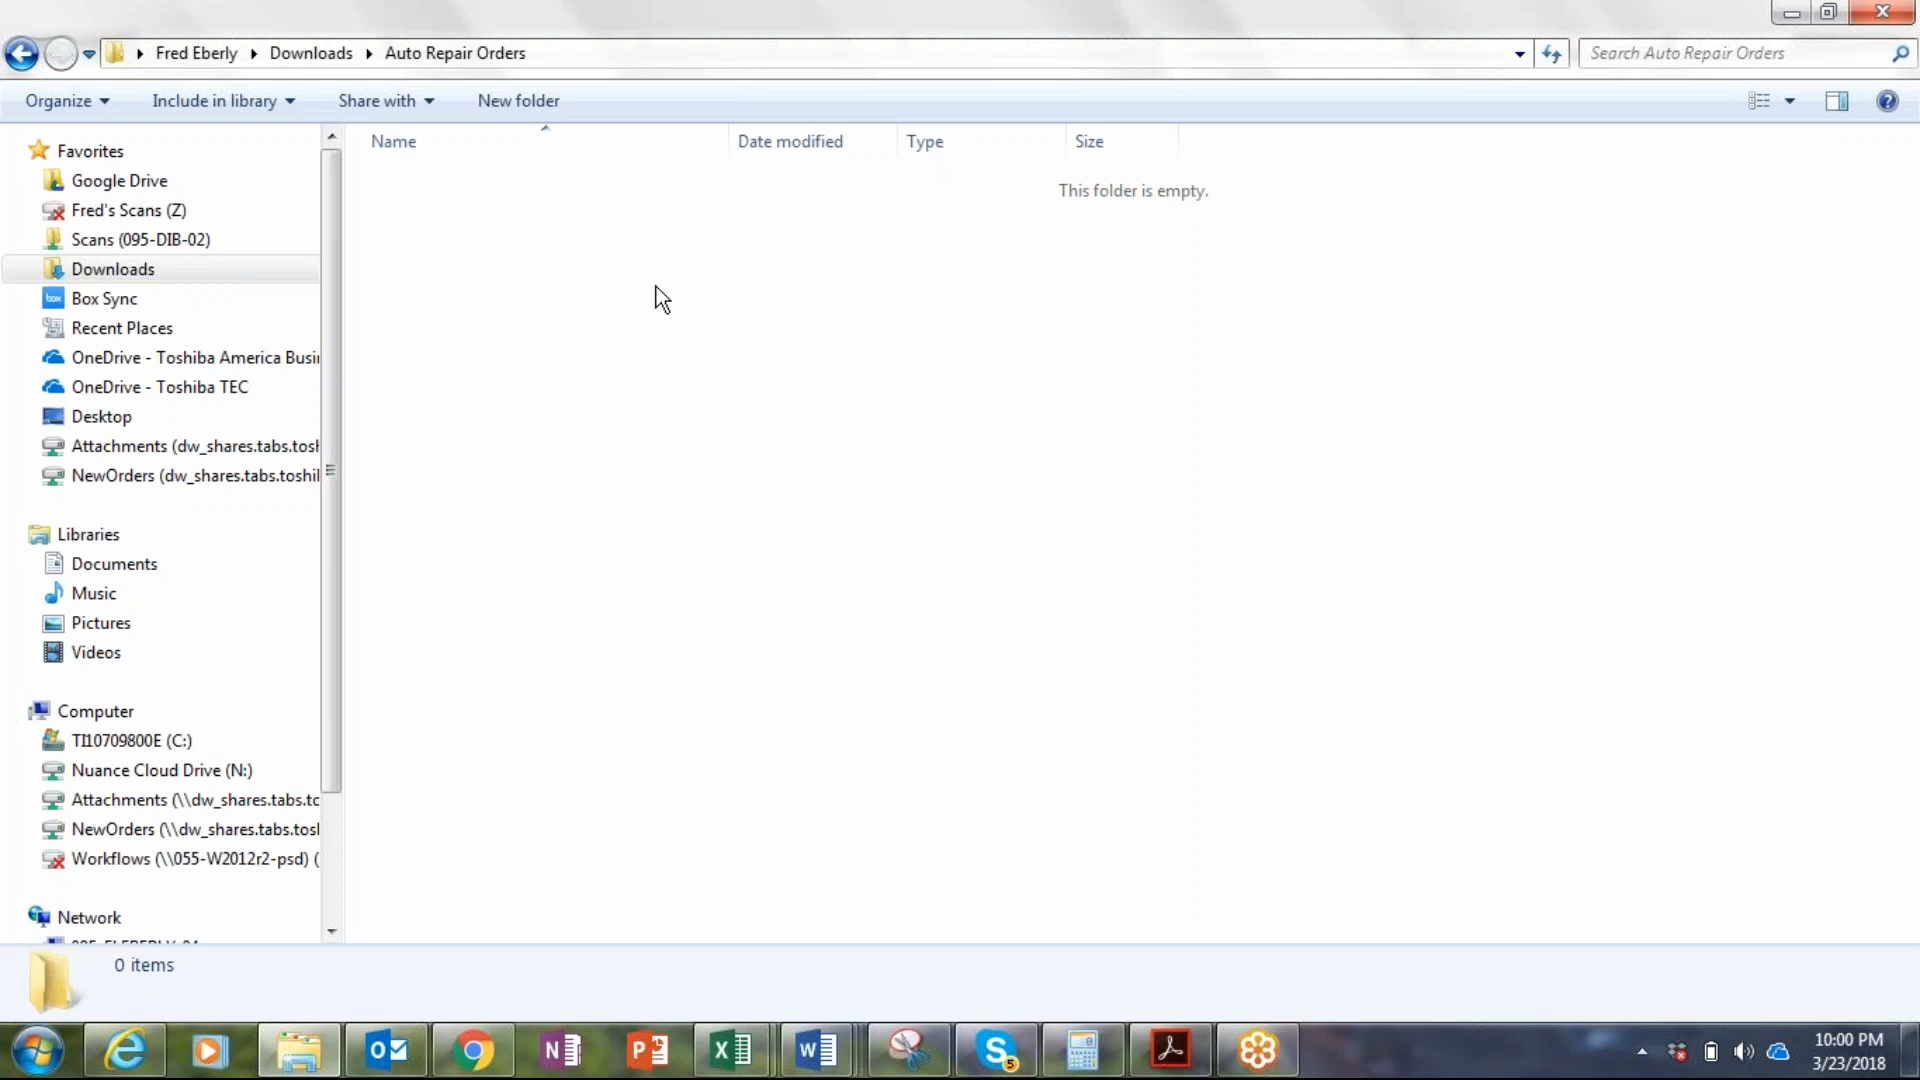 Fred Eberly
Downloads
Auto Repair Orders
Search Auto Repair Orders
Organize
Include in library
Share with
New folder
Name
Date modified
Type
Size
This folder is empty.
Favorites
Google Drive
Fred's Scans (Z)
Scans (095-DIB-02)
Downloads
box
Box Sync
Recent Places
OneDrive - Toshiba America Busi
OneDrive - Toshiba TEC
Desktop
Attachments (dw_shares.tabs.tosh
NewOrders (dw_shares.tabs.toshil
Libraries
Documents
Music
Pictures
Videos
Computer
TI10709800E (C:)
Nuance Cloud Drive (N:)
Attachments (\\dw_shares.tabs.tc
NewOrders (\\dw_shares.tabs.tosl
Workflows (\\055-W2012r2-psd) (
Network
0 items
5
10:00 PM
3/23/2018